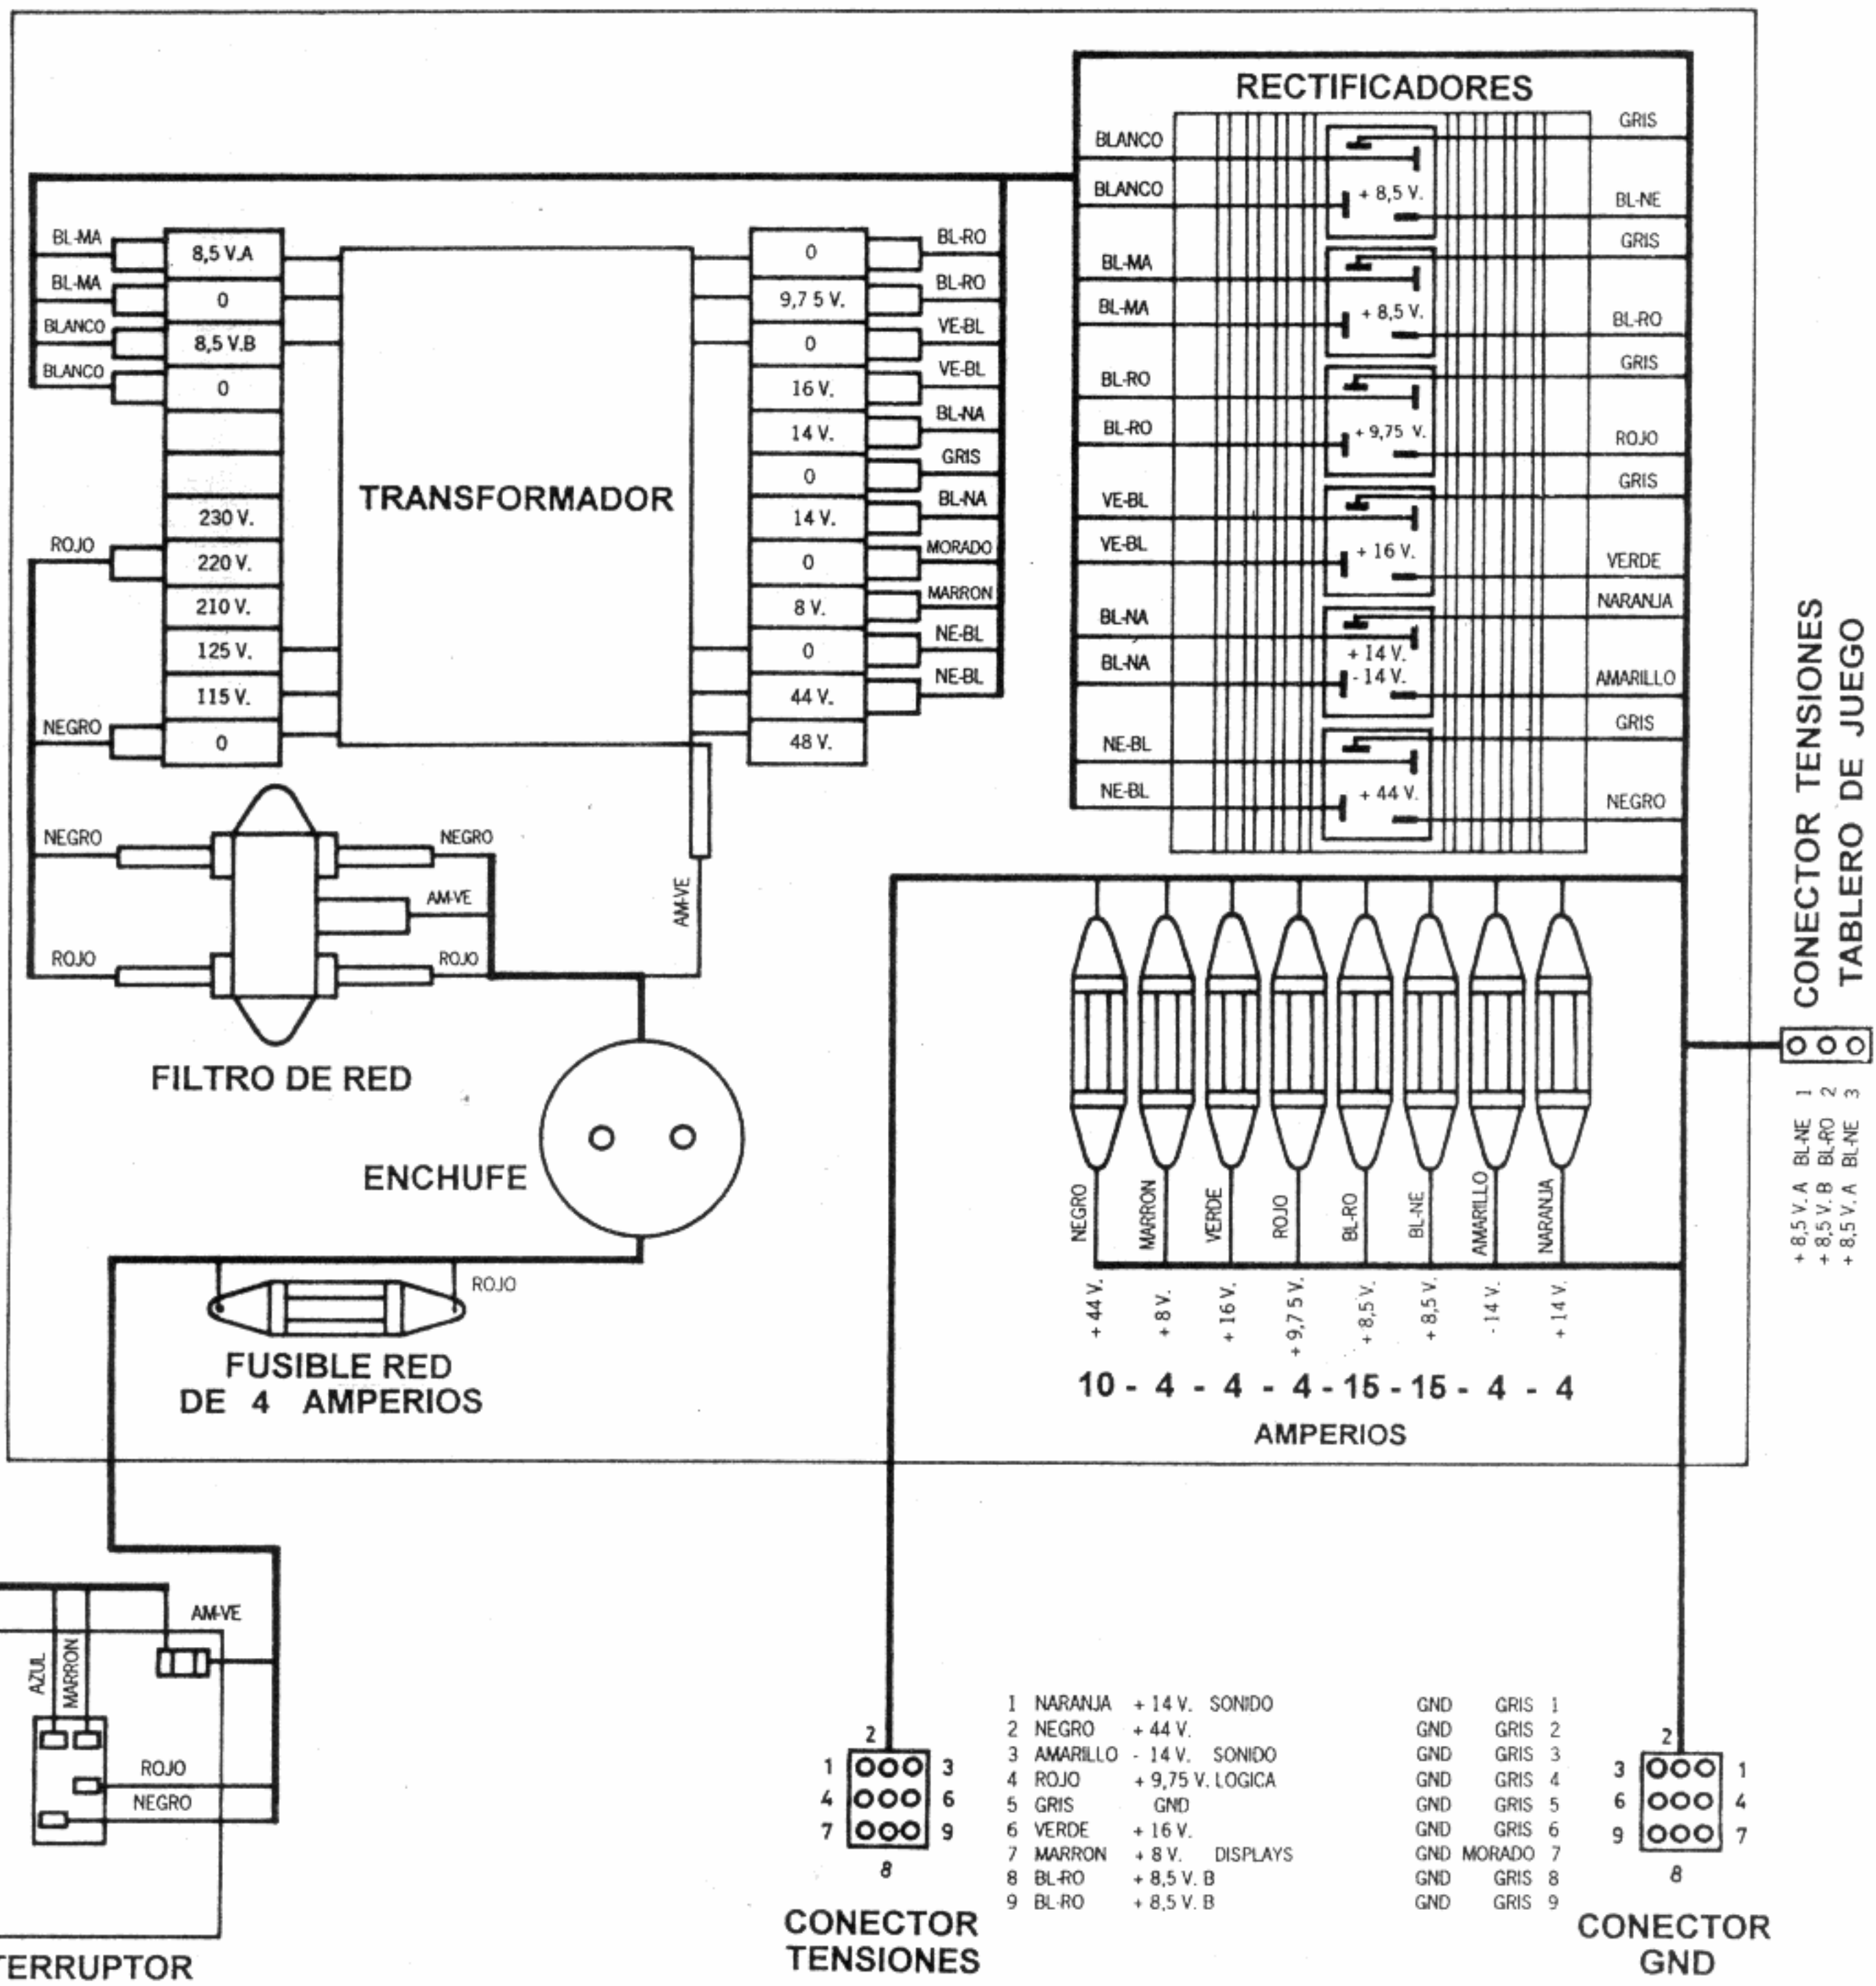 RECTIFICADORES
BLANCO
BLANCO
+ 8,5 V.
GRIS
BL-NE
BL-MA
BL-MA
+ 8,5 V.
GRIS
BL-RO
BL-RO
BL-RO
+ 9,75 V.
GRIS
ROJO
VE-BL
VE-BL
+ 16 V.
GRIS
VERDE
BL-NA
BL-NA
+ 14 V.
- 14 V.
NARANJA
AMARILLO
NE-BL
NE-BL
+ 44 V.
GRIS
NEGRO
BL-MA
8,5 V.A
BL-MA
0
BLANCO
8,5 V.B
BLANCO
0
230 V.
ROJO
220 V.
210 V.
125 V.
115 V.
NEGRO
0
TRANSFORMADOR
0
BL-RO
9,7 5 V.
BL-RO
0
VE-BL
16 V.
VE-BL
14 V.
BL-NA
0
GRIS
14 V.
BL-NA
0
MORADO
8 V.
MARRON
0
NE-BL
44 V.
NE-BL
48 V.
NEGRO
NEGRO
AM-VE
ROJO
ROJO
AM-VE
FILTRO DE RED
ENCHUFE
ROJO
FUSIBLE RED
DE 4 AMPERIOS
NEGRO
MARRON
VERDE
ROJO
BL-RO
BL-NE
AMARILLO
NARANJA
+ 44 V.
+ 8 V.
+ 16 V.
+ 9,7 5 V.
+ 8,5 V.
+ 8,5 V.
- 14 V.
+ 14 V.
10 - 4 - 4 - 4 - 15 - 15 - 4 - 4
AMPERIOS
CONECTOR TENSIONES
TABLERO DE JUEGO
+ 8,5 V. A BL-NE 1
+ 8,5 V. B BL-RO 2
+ 8,5 V. A BL-NE 3
AM-VE
AZUL
MARRON
ROJO
NEGRO
TERRUPTOR
2
1 3
4 6
7 9
8
CONECTOR
TENSIONES
1 NARANJA + 14 V. SONIDO
2 NEGRO + 44 V.
3 AMARILLO - 14 V. SONIDO
4 ROJO + 9,75 V. LOGICA
5 GRIS GND
6 VERDE + 16 V.
7 MARRON + 8 V. DISPLAYS
8 BL-RO + 8,5 V. B
9 BL-RO + 8,5 V. B
GND GRIS 1
GND GRIS 2
GND GRIS 3
GND GRIS 4
GND GRIS 5
GND GRIS 6
GND MORADO 7
GND GRIS 8
GND GRIS 9
2
3 1
6 4
9 7
8
CONECTOR
GND